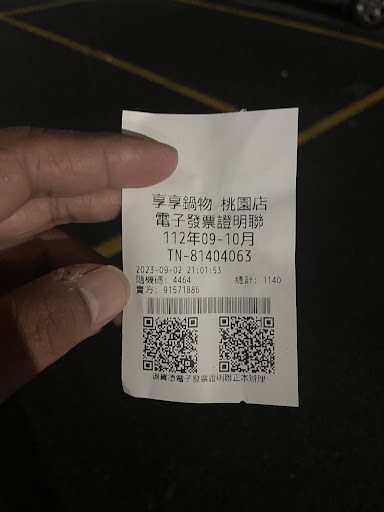 享享鍋物 桃園店
電子發票證明聯
112年09-10月
TN-81404063
2023-09-02 21:01:53
隨機碼: 4464 總計: 1140
賣方: 91571886
退貨憑電子發票證明聯正本辦理